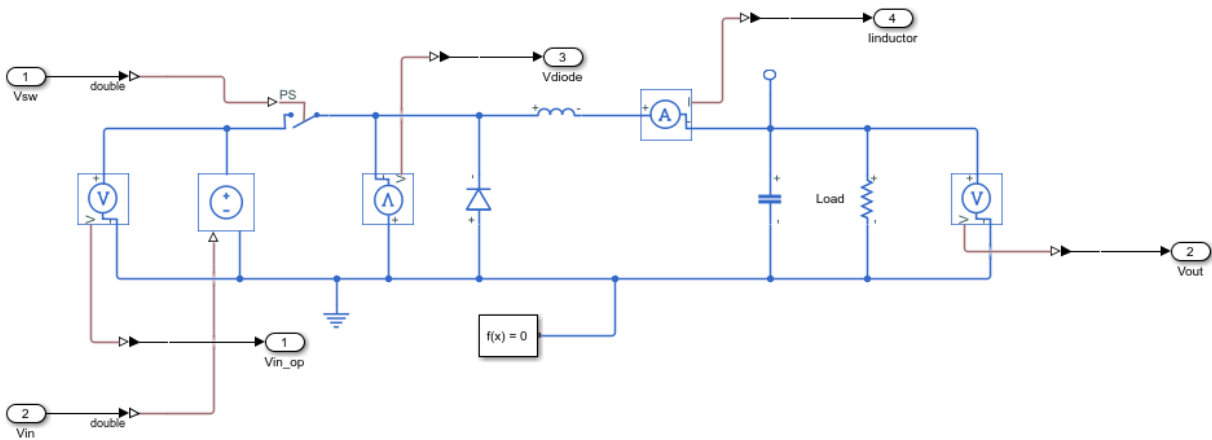 4
Iinductor
3
Vdiode
1
Vsw
double
PS
+
-
+
A
I
-
+
V
V
-
+
-
V
V
-
+
-
+
+
-
Load
+
-
+
V
V
-
2
Vout
f(x) = 0
1
Vin_op
2
Vin
double